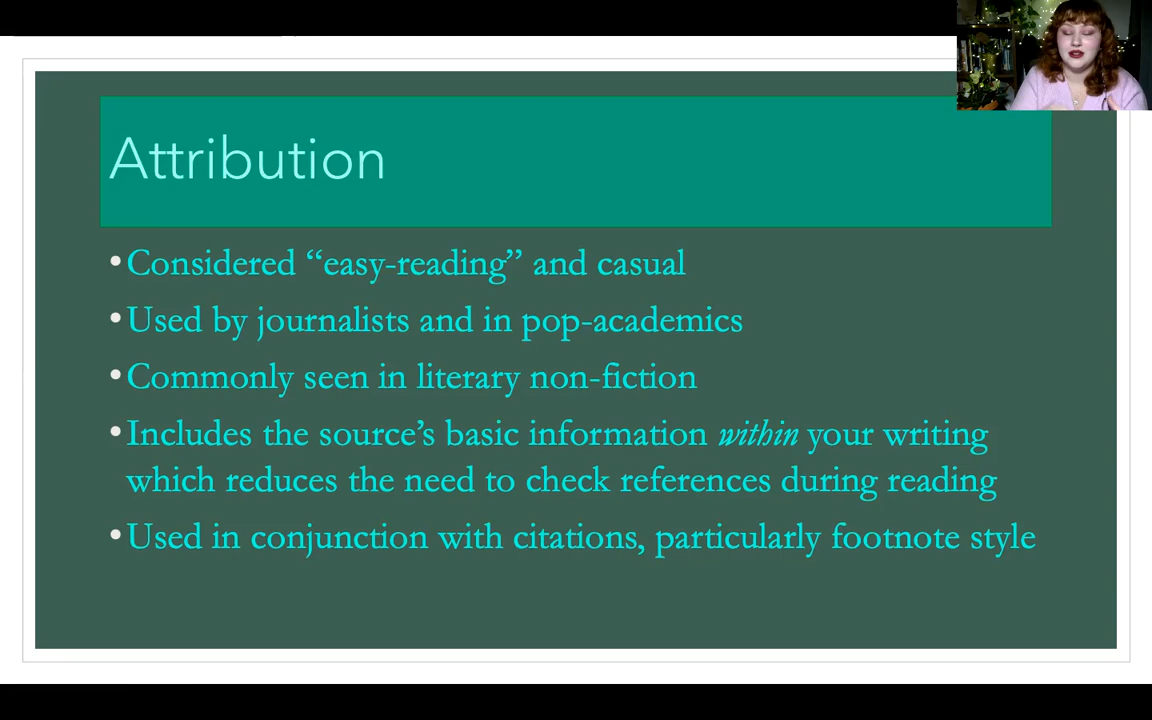 Attribution
•Considered “easy-reading” and casual
•Used by journalists and in pop-academics
•Commonly seen in literary non-fiction
•Includes the source’s basic information within your writing
which reduces the need to check references during reading
•Used in conjunction with citations, particularly footnote style